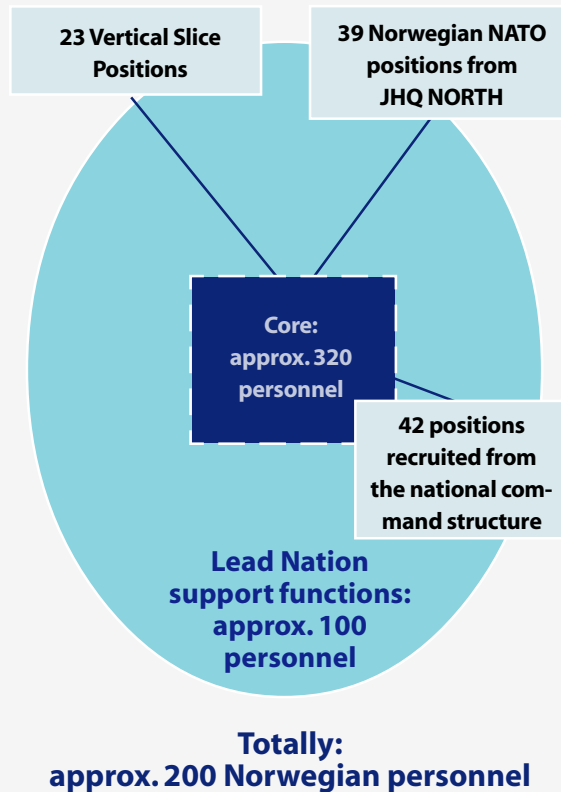 23 Vertical Slice
Positions
39 Norwegian NATO
positions from
JHQ NORTH
Core:
approx. 320
personnel
42 positions
recruited from
the national com-
mand structure
Lead Nation
support functions:
approx. 100
personnel
Totally:
approx. 200 Norwegian personnel